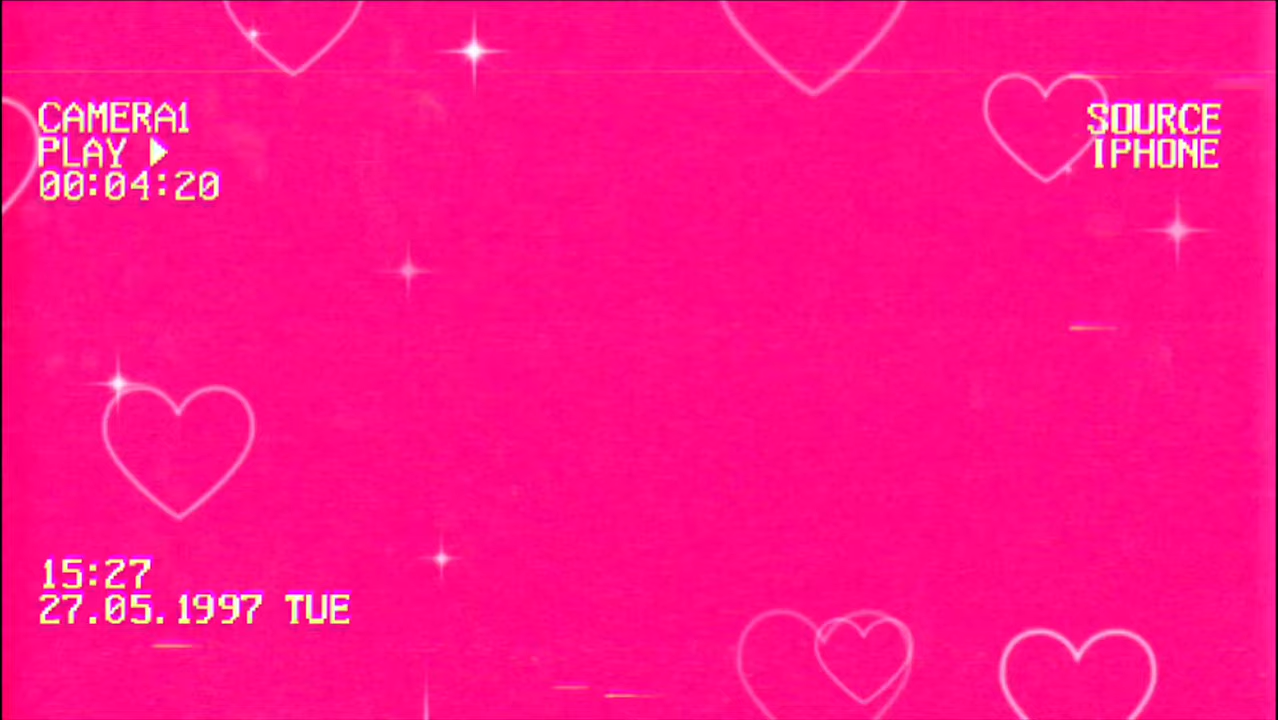 CAMERA1
PLAY ▶
00:04:20
SOURCE
IPHONE
15:27
27.05.1997 TUE